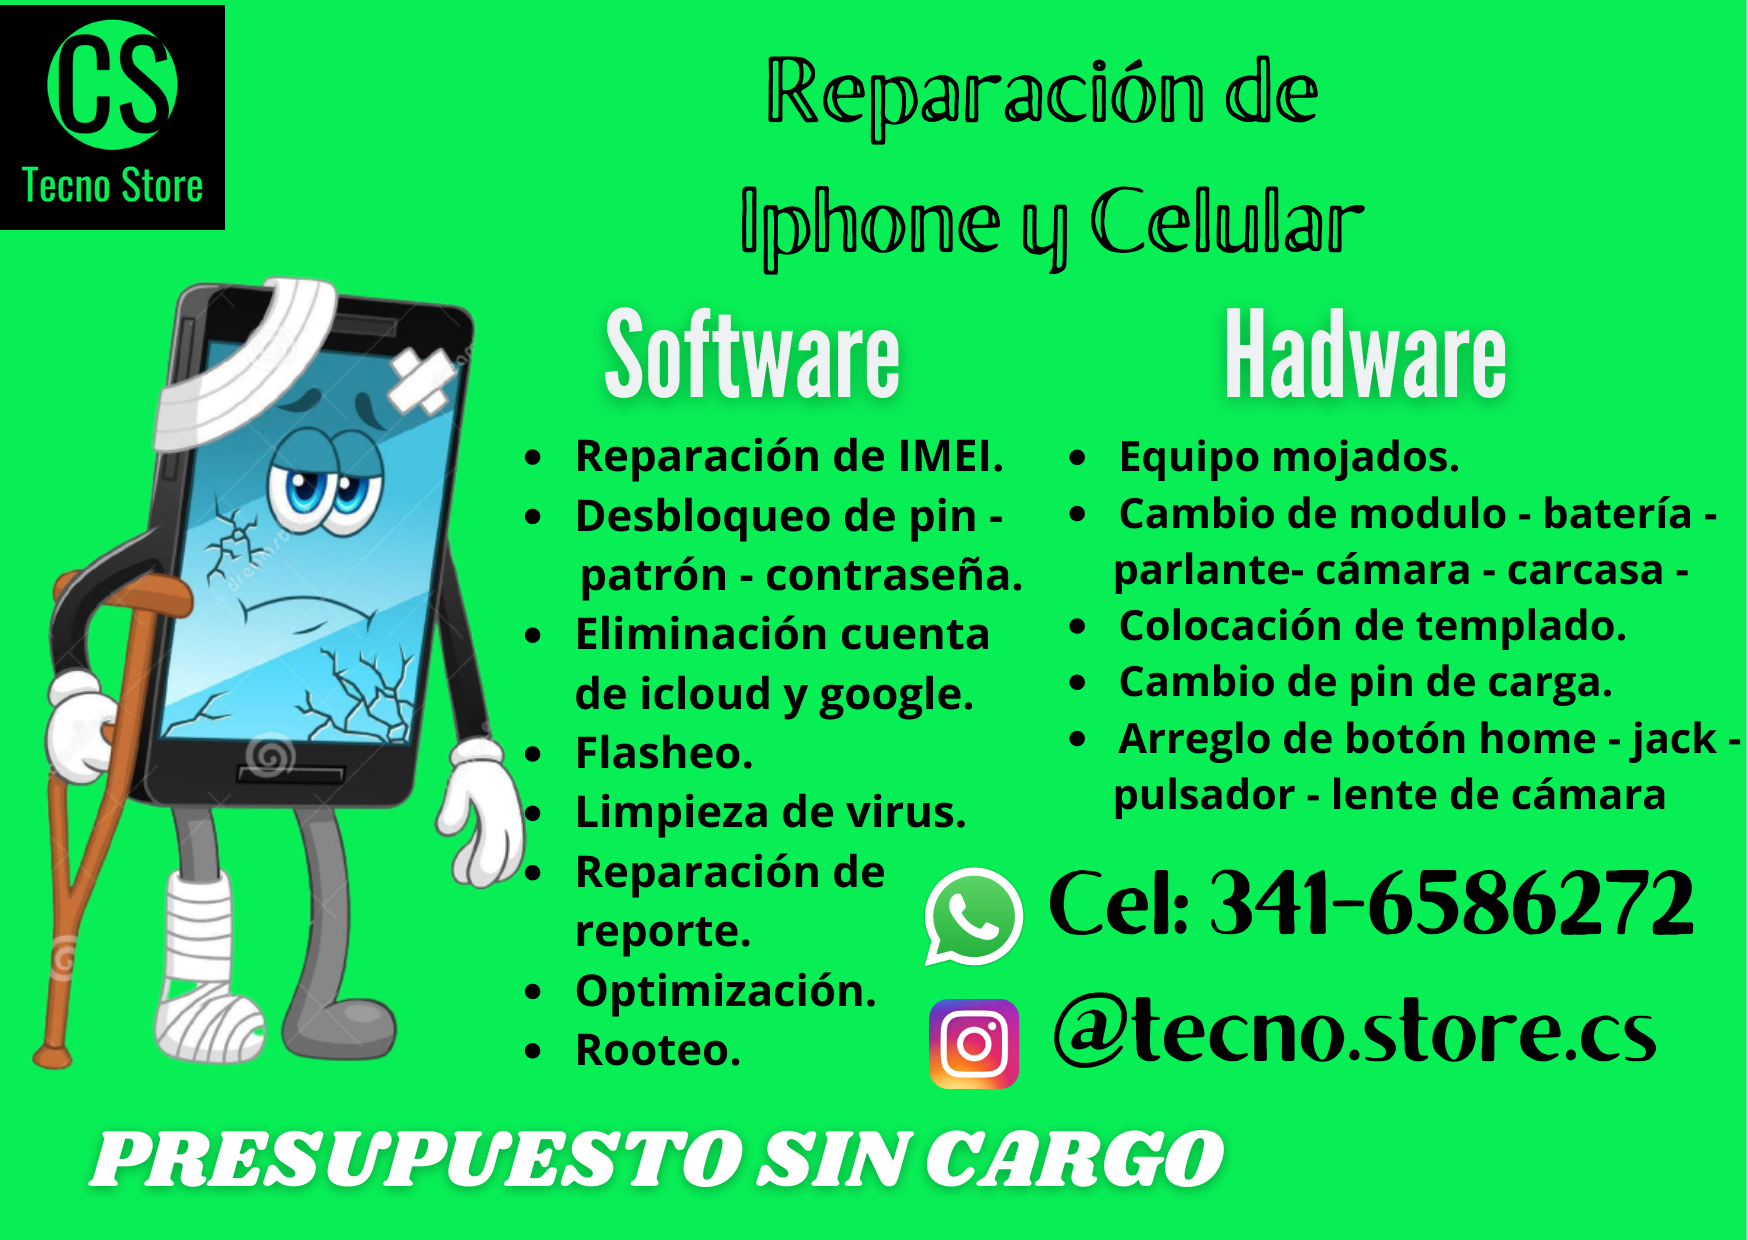 CS
Tecno Store
Reparación de
Iphone y Celular
Software
Reparación de IMEI.
Desbloqueo de pin -
patrón - contraseña.
Eliminación cuenta
de icloud y google.
Flasheo.
Limpieza de virus.
Reparación de
reporte.
Optimización.
Rooteo.
Hadware
Equipo mojados.
Cambio de modulo - batería -
parlante- cámara - carcasa -
Colocación de templado.
Cambio de pin de carga.
Arreglo de botón home - jack -
pulsador - lente de cámara
Cel: 341-6586272
@tecno.store.cs
PRESUPUESTO SIN CARGO